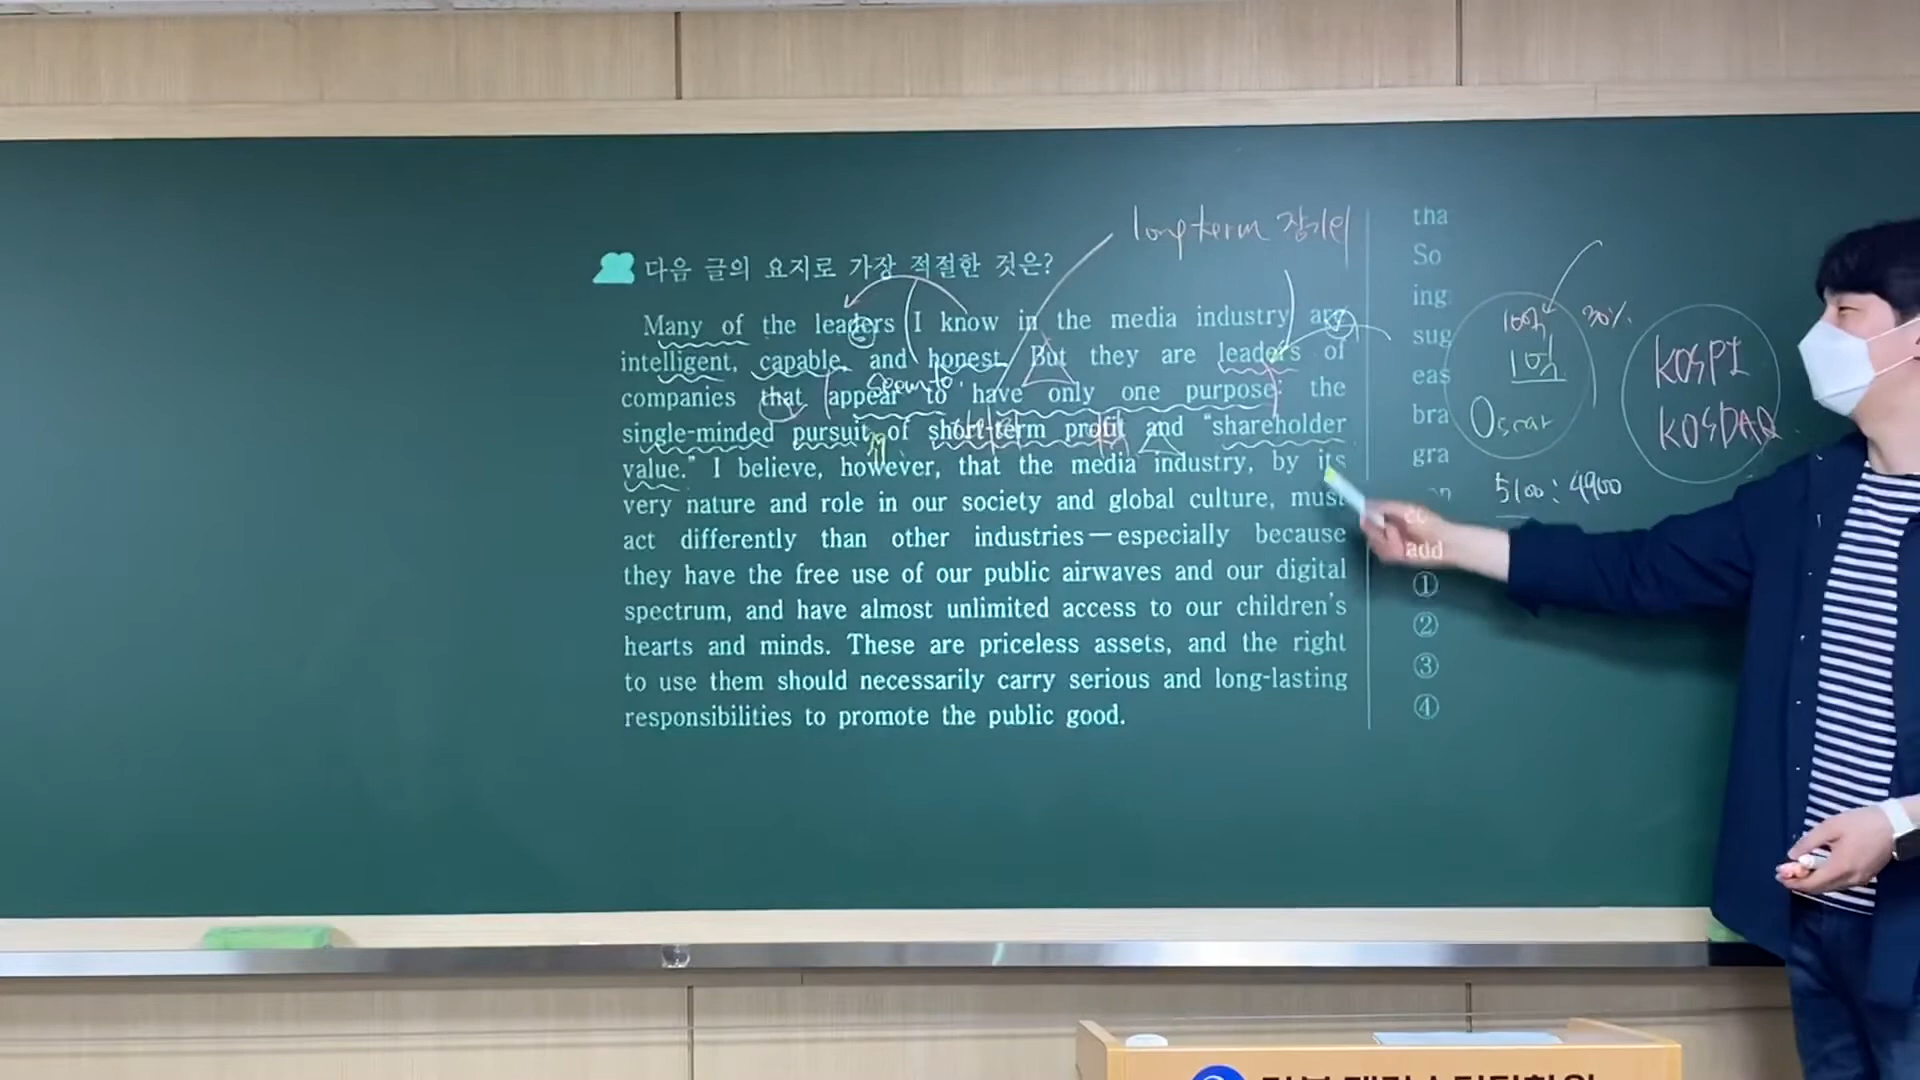 long term
다음 글의 요지로 가장 적절한 것은?
Many of the leaders I know in the media industry are
intelligent, capable, and honest. But they are leaders of
seem to
companies that appear to have only one purpose: the
single-minded pursuit of short-term profit and “shareholder
value.” I believe, however, that the media industry, by its
very nature and role in our society and global culture, must
act differently than other industries—especially because
they have the free use of our public airwaves and our digital
spectrum, and have almost unlimited access to our children's
hearts and minds. These are priceless assets, and the right
to use them should necessarily carry serious and long-lasting
responsibilities to promote the public good.
tha
So
ing
sug
eas
bra
gra
add
①
②
③
④
30%
Oscar
5100 : 4900
KOSPI
KOSDAQ